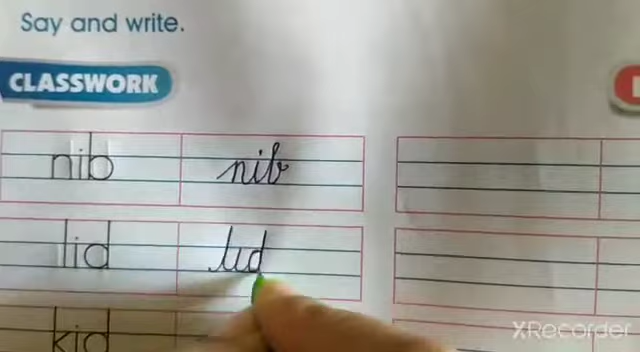 Say and write.
CLASSWORK
nib nib
lid lid
kid
XRecorder